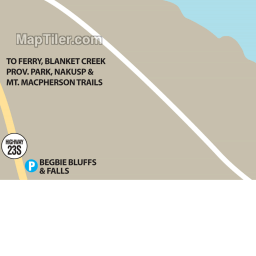 MapTiler.com
TO FERRY, BLANKET CREEK
PROV. PARK, NAKUSP &
MT. MACPHERSON TRAILS
HIGHWAY
23S
P
BEGBIE BLUFFS
& FALLS